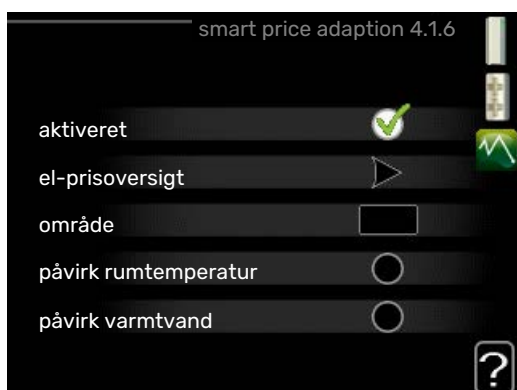 smart price adaption 4.1.6
aktiveret
el-prisoversigt
område
påvirk rumtemperatur
påvirk varmtvand
?